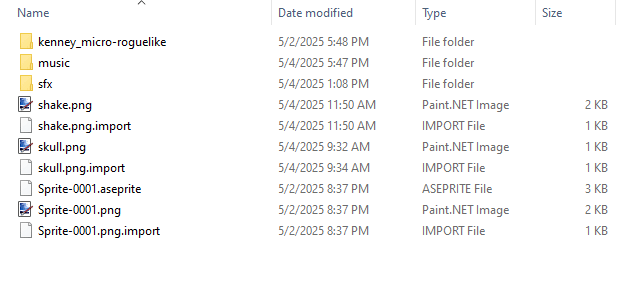 Name Date modified Type Size
kenney_micro-roguelike 5/2/2025 5:48 PM File folder
music 5/4/2025 5:47 PM File folder
sfx 5/4/2025 1:08 PM File folder
shake.png 5/4/2025 11:50 AM Paint.NET Image 2 KB
shake.png.import 5/4/2025 11:50 AM IMPORT File 1 KB
skull.png 5/4/2025 9:32 AM Paint.NET Image 1 KB
skull.png.import 5/4/2025 9:34 AM IMPORT File 1 KB
Sprite-0001.aseprite 5/2/2025 8:37 PM ASEPRITE File 3 KB
Sprite-0001.png 5/2/2025 8:37 PM Paint.NET Image 2 KB
Sprite-0001.png.import 5/2/2025 8:37 PM IMPORT File 1 KB